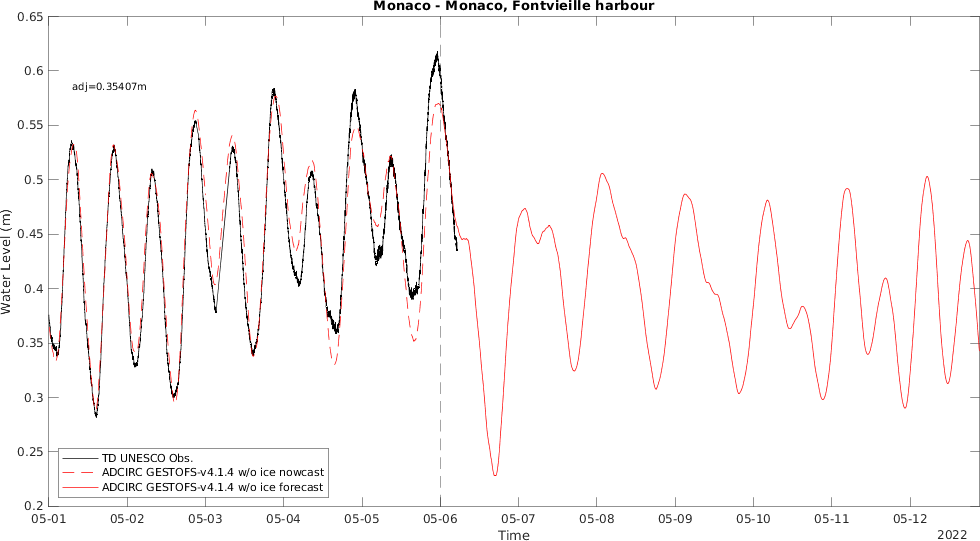 Monaco - Monaco, Fontvieille harbour
0.65
0.6
0.55
0.5
0.45
0.4
0.35
0.3
0.25
0.2
Water Level (m)
adj=0.35407m
TD UNESCO Obs.
ADCIRC GESTOFS-v4.1.4 w/o ice nowcast
ADCIRC GESTOFS-v4.1.4 w/o ice forecast
05-01 05-02 05-03 05-04 05-05 05-06 05-07 05-08 05-09 05-10 05-11 05-12
Time
2022